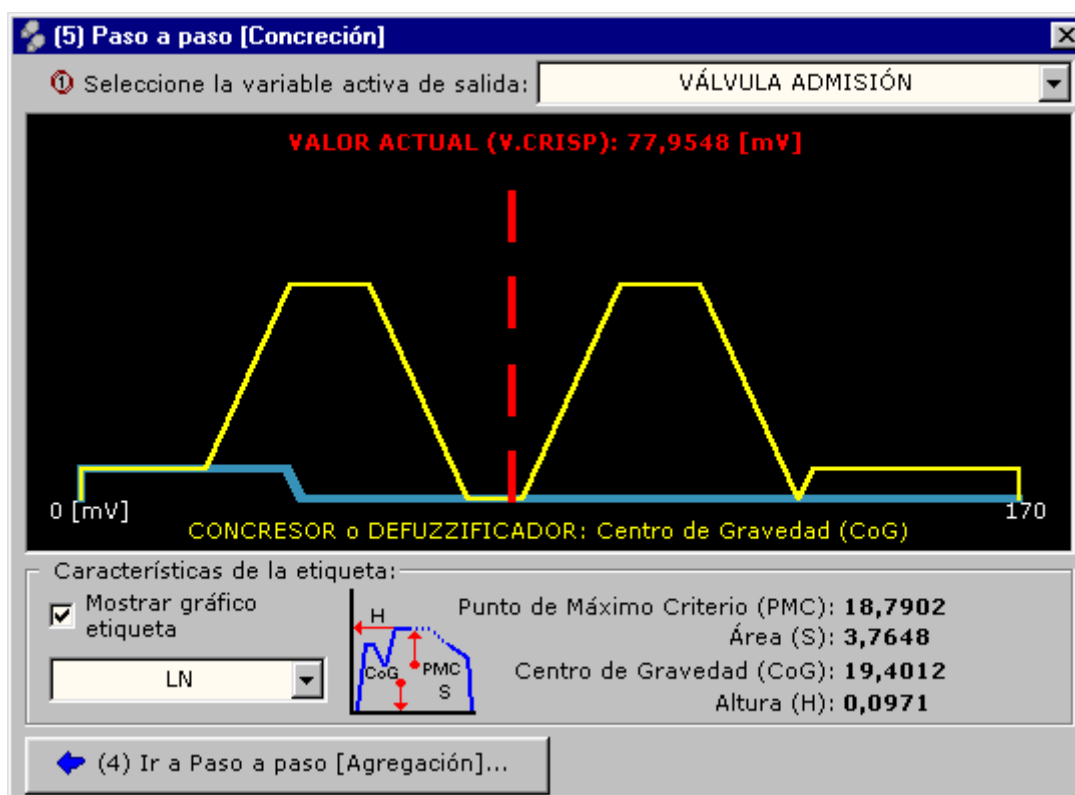 (5) Paso a paso [Concreción]
1 Seleccione la variable activa de salida: VÁLVULA ADMISIÓN
VALOR ACTUAL (V.CRISP): 77,9548 [mV]
0 [mV] 170
CONCRESOR o DEFUZZIFICADOR: Centro de Gravedad (CoG)
Características de la etiqueta:
Mostrar gráfico
etiqueta
LN
H
CoG PMC
S
Punto de Máximo Criterio (PMC): 18,7902
Área (S): 3,7648
Centro de Gravedad (CoG): 19,4012
Altura (H): 0,0971
(4) Ir a Paso a paso [Agregación]...